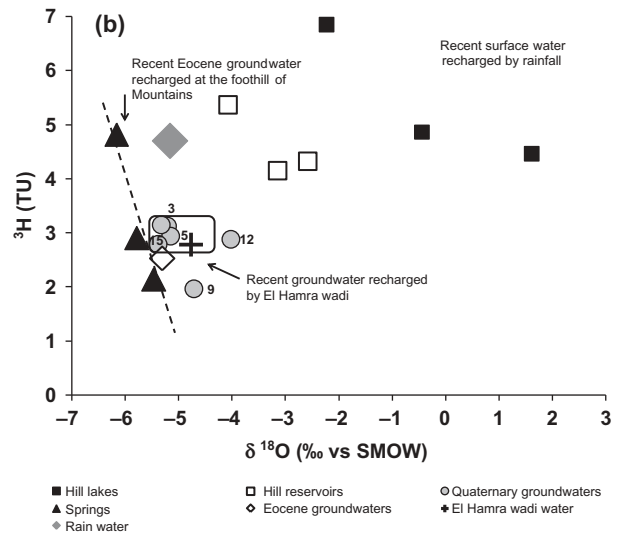 (b)
7
6
5
4
3
2
1
0
³H (TU)
Recent Eocene groundwater
recharged at the foothill of
Mountains
Recent surface water
recharged by rainfall
3
5
15
12
9
Recent groundwater recharged
by El Hamra wadi
–7 –6 –5 –4 –3 –2 –1 0 1 2 3
δ ¹⁸O (‰ vs SMOW)
Hill lakes Hill reservoirs Quaternary groundwaters
Springs Eocene groundwaters El Hamra wadi water
Rain water